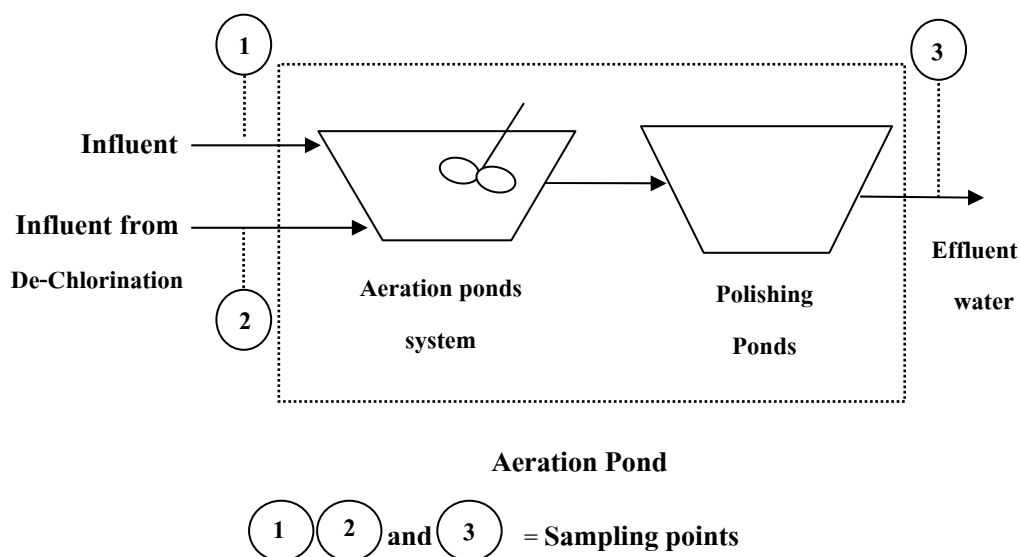 1
3
Influent
Influent from
De-Chlorination
2
Aeration ponds
system
Polishing
Ponds
Effluent
water
Aeration Pond
1 2 and 3 = Sampling points